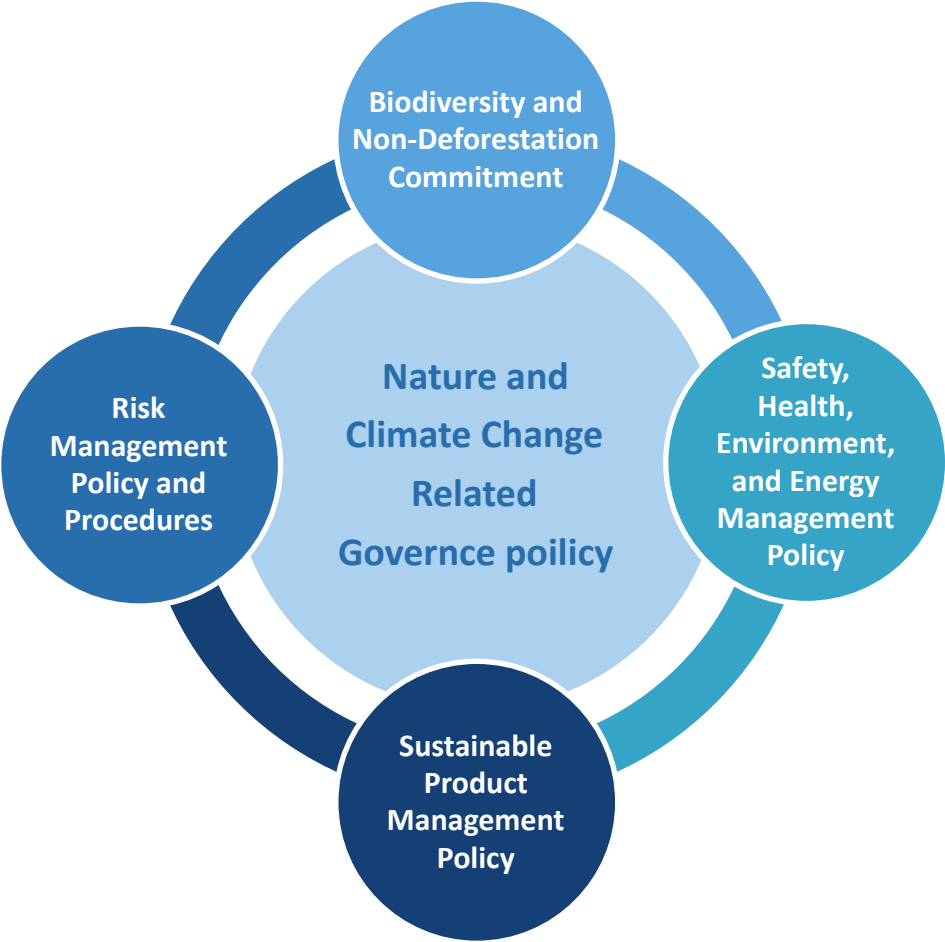 Biodiversity and
Non-Deforestation
Commitment
Nature and
Climate Change
Related
Governce poilicy
Risk
Management
Policy and
Procedures
Safety,
Health,
Environment,
and Energy
Management
Policy
Sustainable
Product
Management
Policy